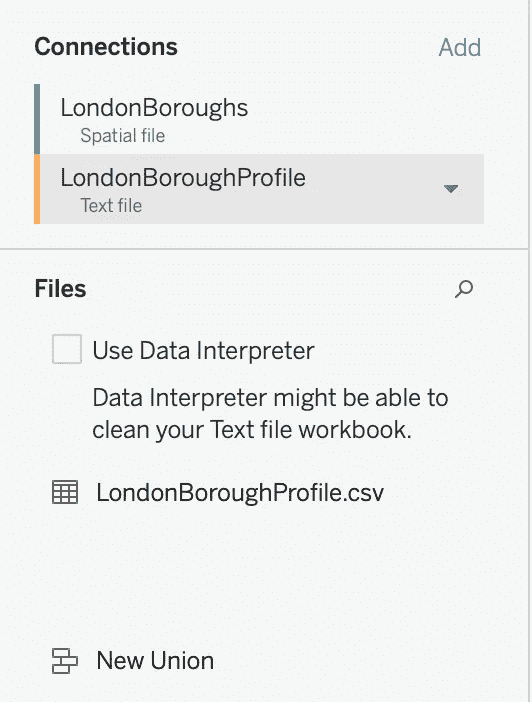 Connections Add
LondonBoroughs
Spatial file
LondonBoroughProfile
Text file
Files
Use Data Interpreter
Data Interpreter might be able to
clean your Text file workbook.
LondonBoroughProfile.csv
New Union